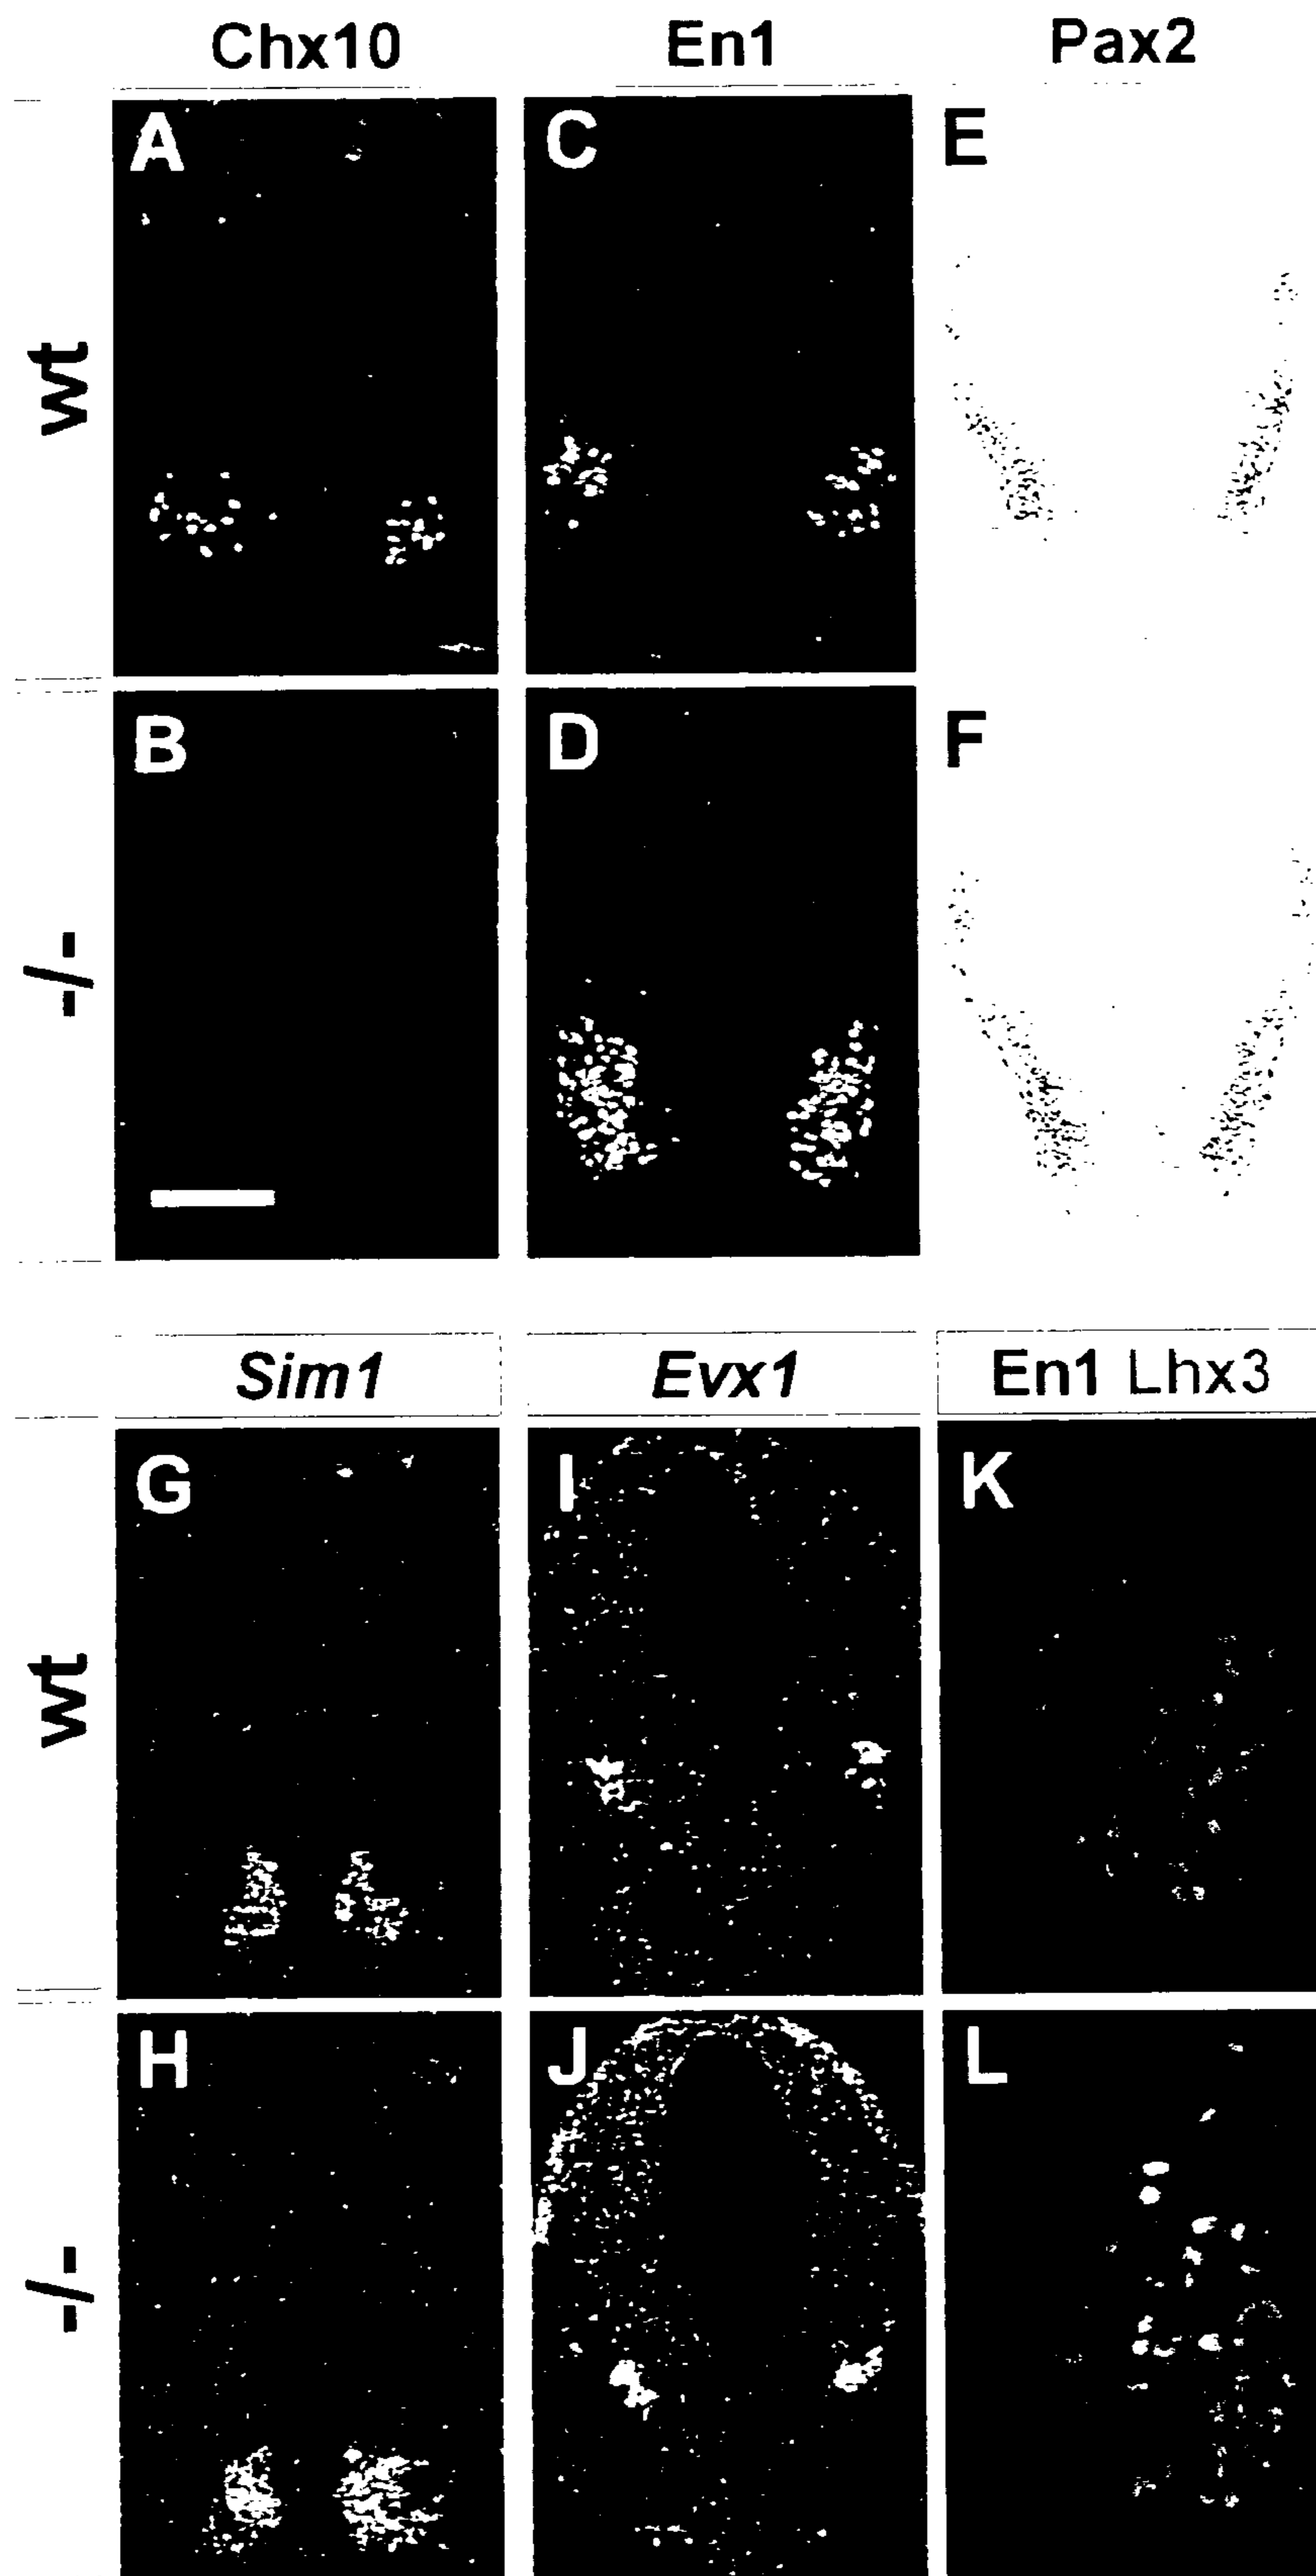 Chx10 En1 Pax2
A C E
wt
B D F
-/-
Sim1 Evx1 En1 Lhx3
G I K
wt
H J L
-/-